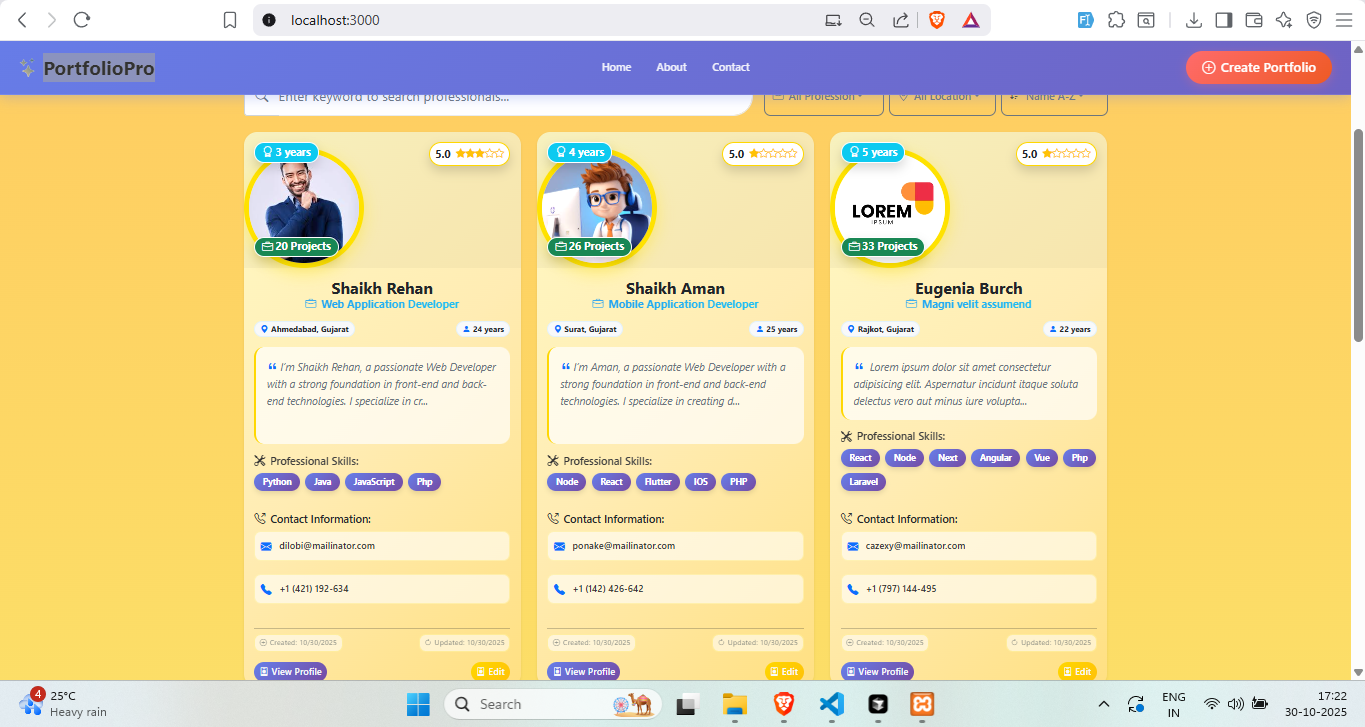 localhost:3000
PortfolioPro
Home
About
Contact
Create Portfolio
Enter keyword to search professionals...
All Profession
All Location
Name A-Z
3 years
5.0
20 Projects
Shaikh Rehan
Web Application Developer
Ahmedabad, Gujarat
24 years
I'm Shaikh Rehan, a passionate Web Developer
with a strong foundation in front-end and back-
end technologies. I specialize in cr...
Professional Skills:
Python
Java
JavaScript
Php
Contact Information:
dilobi@mailinator.com
+1 (421) 192-634
Created: 10/30/2025
Updated: 10/30/2025
View Profile
Edit
4 years
5.0
26 Projects
Shaikh Aman
Mobile Application Developer
Surat, Gujarat
25 years
I'm Aman, a passionate Web Developer with a
strong foundation in front-end and back-end
technologies. I specialize in creating d...
Professional Skills:
Node
React
Flutter
IOS
PHP
Contact Information:
ponake@mailinator.com
+1 (142) 426-642
Created: 10/30/2025
Updated: 10/30/2025
View Profile
Edit
5 years
5.0
LOREM
IPSUM
33 Projects
Eugenia Burch
Magni velit assumend
Rajkot, Gujarat
22 years
Lorem ipsum dolor sit amet consectetur
adipisicing elit. Aspernatur incidunt itaque soluta
delectus vero aut minus iure volupta...
Professional Skills:
React
Node
Next
Angular
Vue
Php
Laravel
Contact Information:
cazexy@mailinator.com
+1 (797) 144-495
Created: 10/30/2025
Updated: 10/30/2025
View Profile
Edit
4
25°C
Heavy rain
Search
ENG
IN
17:22
30-10-2025